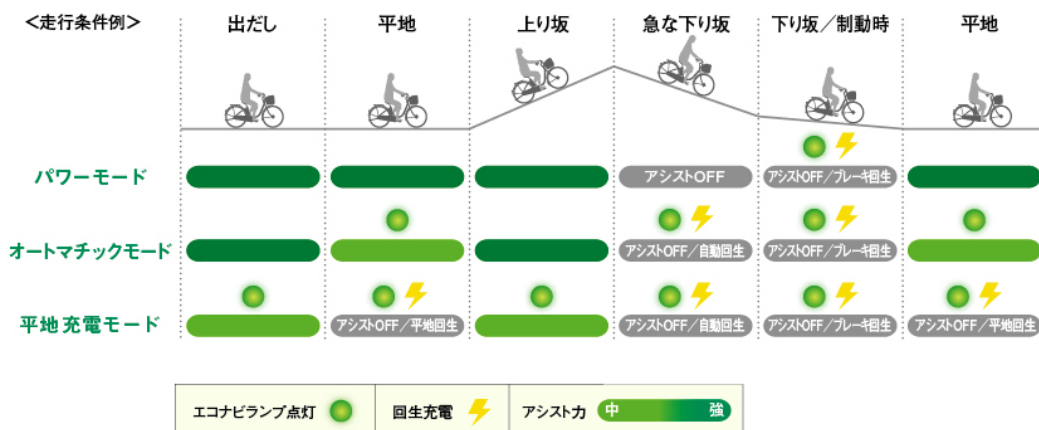 ＜走行条件例＞ 出だし 平地 上り坂 急な下り坂 下り坂／制動時 平地
パワーモード アシストOFF アシストOFF／ブレーキ回生
オートマチックモード アシストOFF／自動回生 アシストOFF／ブレーキ回生
平地充電モード アシストOFF／平地回生 アシストOFF／自動回生 アシストOFF／ブレーキ回生 アシストOFF／平地回生
エコナビランプ点灯 回生充電 アシスト力 中 強